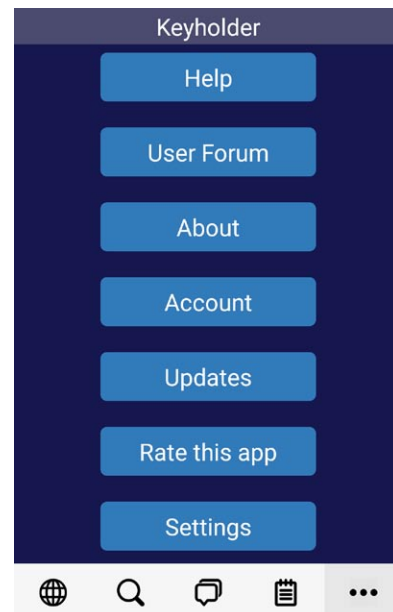 Keyholder
Help
User Forum
About
Account
Updates
Rate this app
Settings